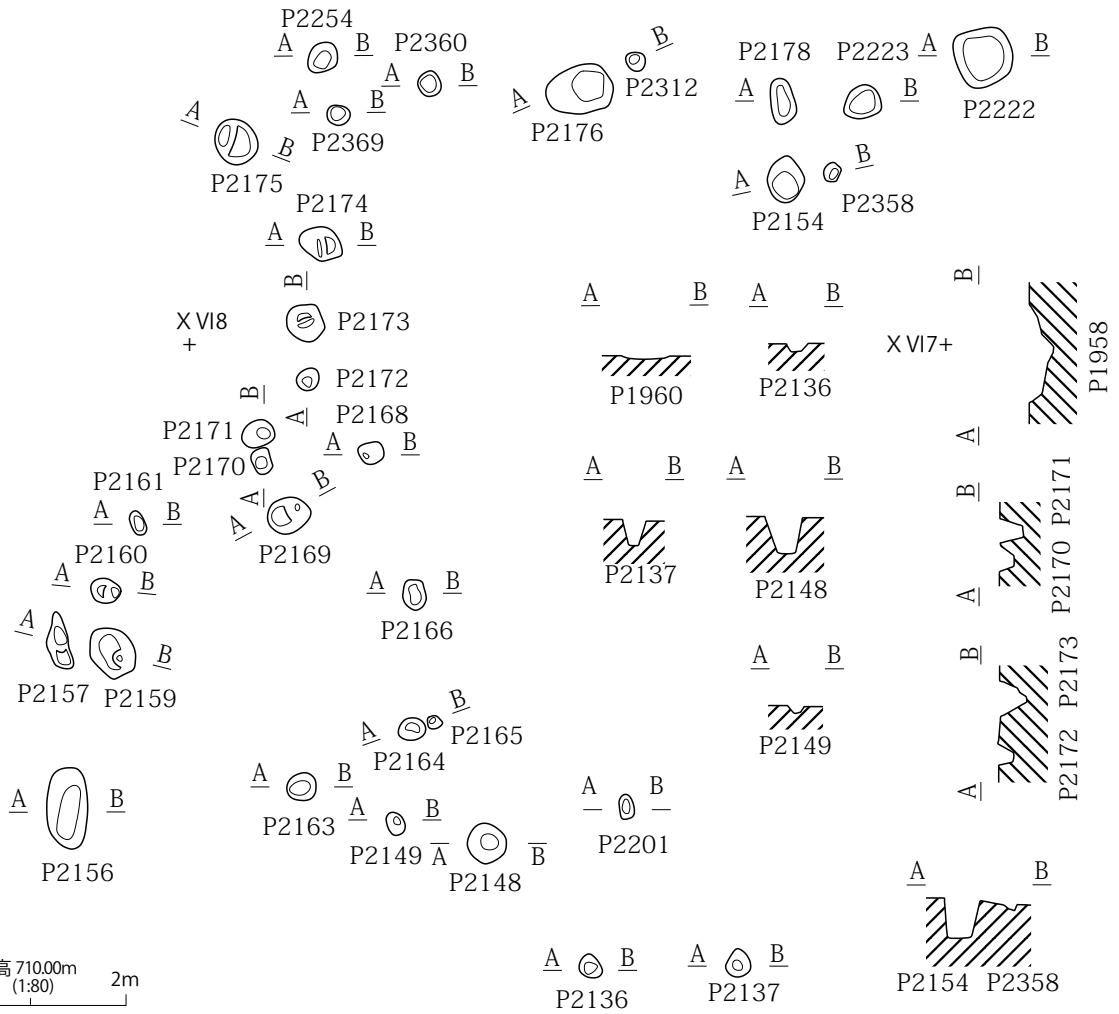 P2254
A B P2360
A B
A B
P2369
A
B
P2175
B
P2312
A
P2176
P2178 P2223 A B
A B
P2222
B
A
P2358
P2154
P2174
A B
B
X VI8
+
P2173
P2172
A
B
P2168
P2171
A B
P2170
A
B
A
P2169
P2161
A B
P2160
A B
A
B
P2157 P2159
A B
P2166
B
A
P2165
P2164
A B
P2163
A B
P2149
A B
P2148
A B
P2156
A B
P2201
A B
P2136
A B
P2137
A B
P1960
A B
P2136
X VI7+
B
P1958
A
A B
P2137
A B
P2148
B
P2171
P2170
A
A B
P2149
B
P2173
P2172
A
A B
P2154 P2358
高 710.00m
(1:80)
2m